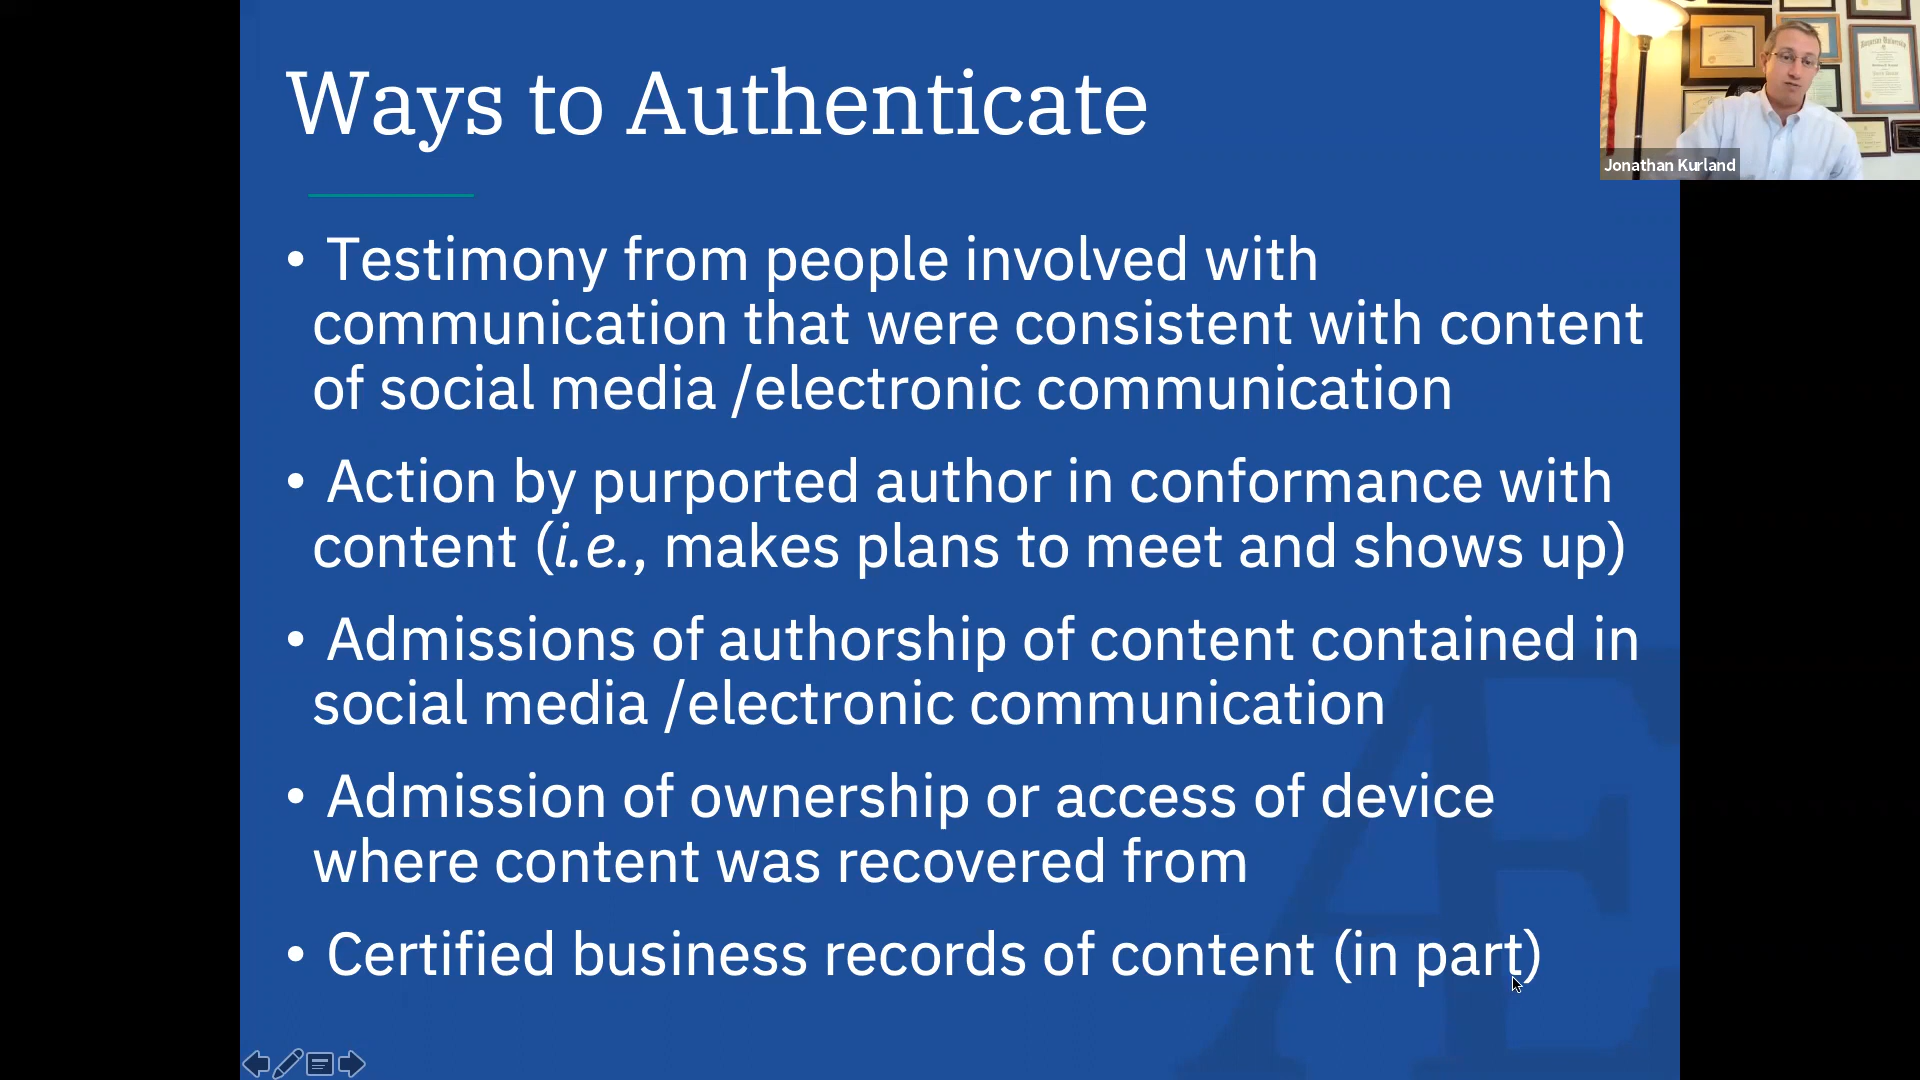 Ways to Authenticate
• Testimony from people involved with
communication that were consistent with content
of social media /electronic communication
• Action by purported author in conformance with
content (i.e., makes plans to meet and shows up)
• Admissions of authorship of content contained in
social media /electronic communication
• Admission of ownership or access of device
where content was recovered from
• Certified business records of content (in part)
Jonathan Kurland